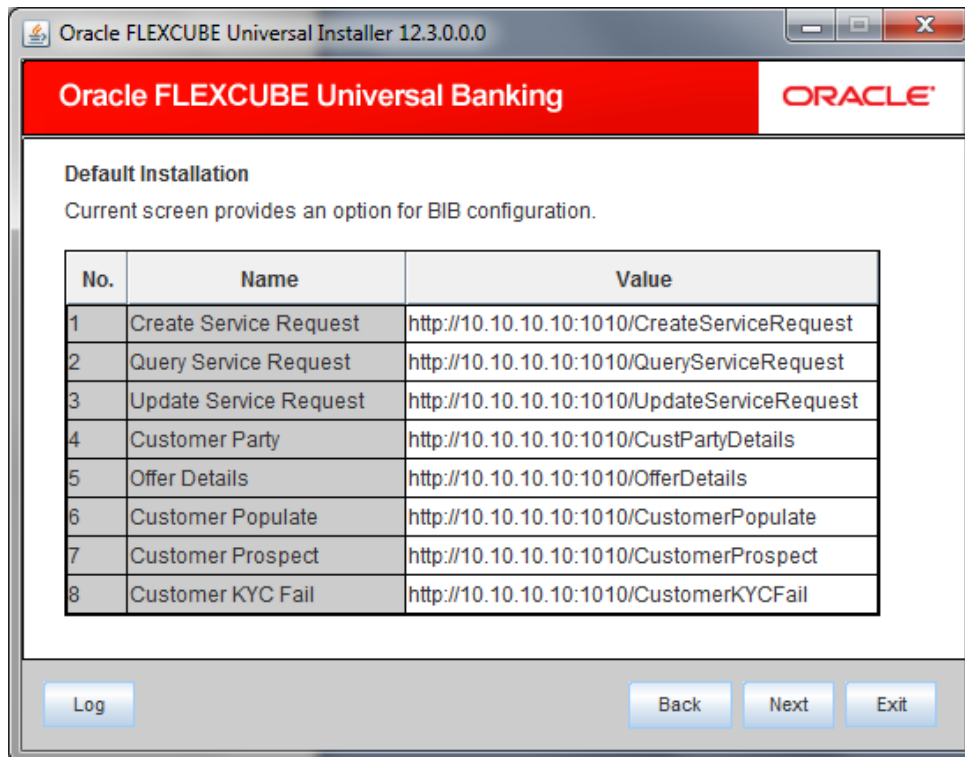 Oracle FLEXCUBE Universal Installer 12.3.0.0.0
Oracle FLEXCUBE Universal Banking
ORACLE
Default Installation
Current screen provides an option for BIB configuration.
No. Name Value
1 Create Service Request http://10.10.10.10:1010/CreateServiceRequest
2 Query Service Request http://10.10.10.10:1010/QueryServiceRequest
3 Update Service Request http://10.10.10.10:1010/UpdateServiceRequest
4 Customer Party http://10.10.10.10:1010/CustPartyDetails
5 Offer Details http://10.10.10.10:1010/OfferDetails
6 Customer Populate http://10.10.10.10:1010/CustomerPopulate
7 Customer Prospect http://10.10.10.10:1010/CustomerProspect
8 Customer KYC Fail http://10.10.10.10:1010/CustomerKYCFail
Log Back Next Exit